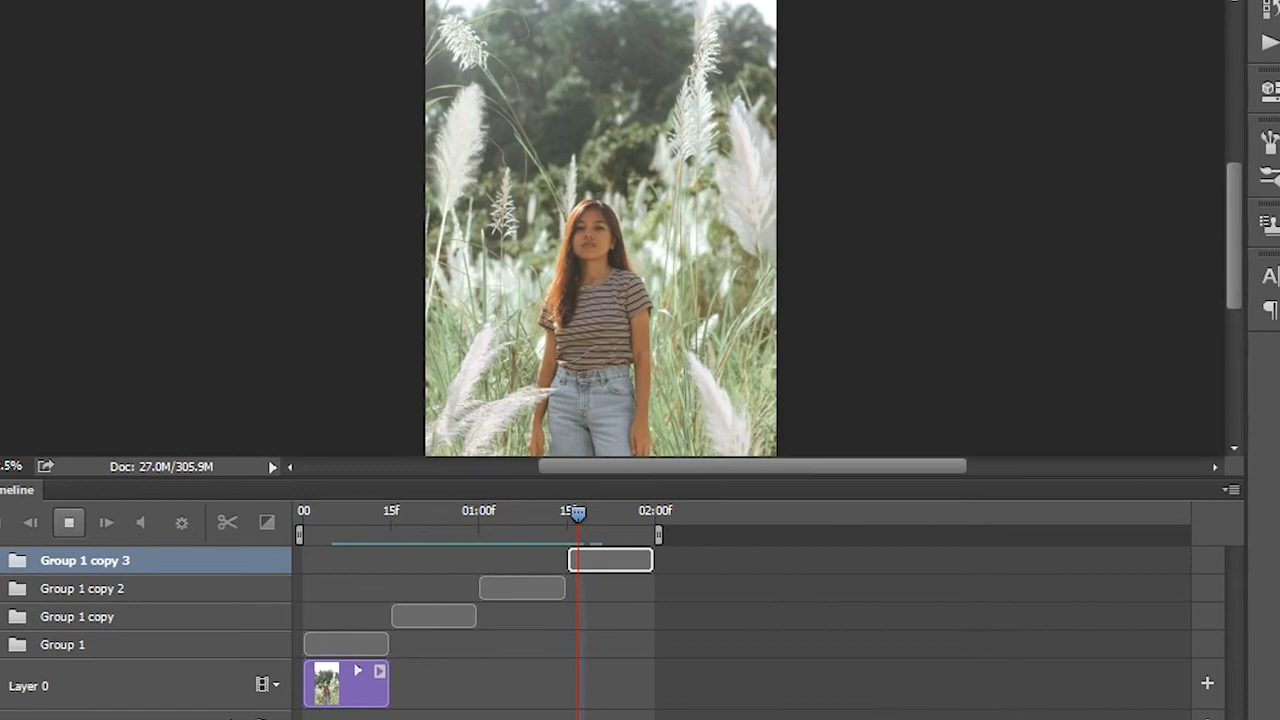 .5%
Doc: 27.0M/305.9M
meline
00 15f 01:00f 15 02:00f
Group 1 copy 3
Group 1 copy 2
Group 1 copy
Group 1
Layer 0